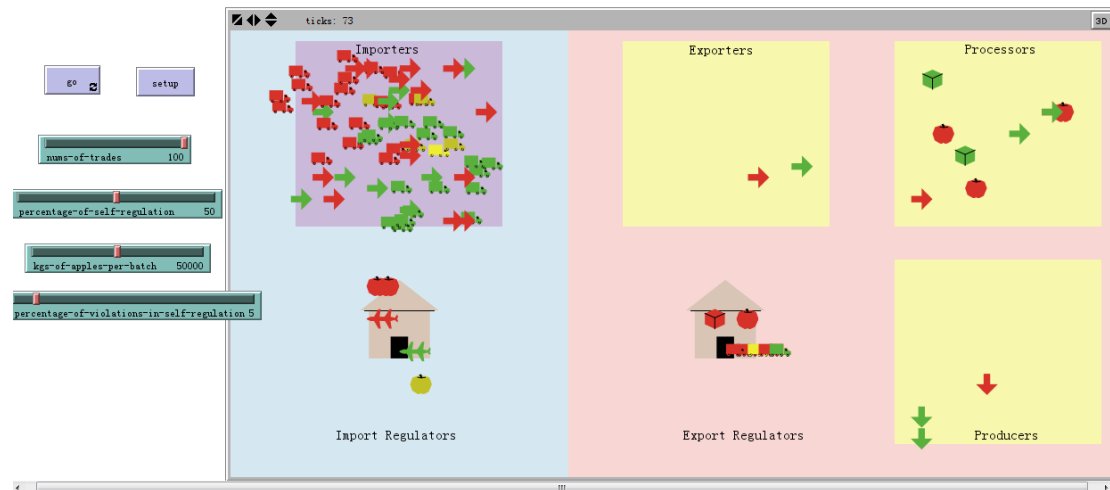 ticks: 73
3D
go
setup
nums-of-trades 100
percentage-of-self-regulation 50
kgs-of-apples-per-batch 50000
percentage-of-violations-in-self-regulation 5
Importers
Exporters
Processors
Import Regulators
Export Regulators
Producers